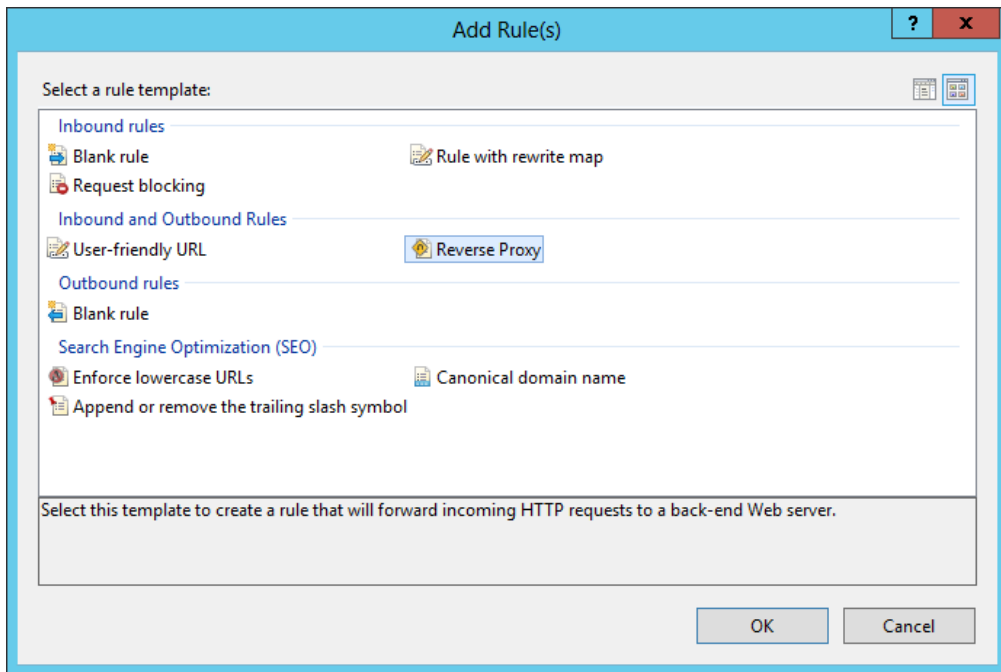 Add Rule(s)
? x
Select a rule template:
Inbound rules
Blank rule Rule with rewrite map
Request blocking
Inbound and Outbound Rules
User-friendly URL Reverse Proxy
Outbound rules
Blank rule
Search Engine Optimization (SEO)
Enforce lowercase URLs Canonical domain name
Append or remove the trailing slash symbol
Select this template to create a rule that will forward incoming HTTP requests to a back-end Web server.
OK Cancel